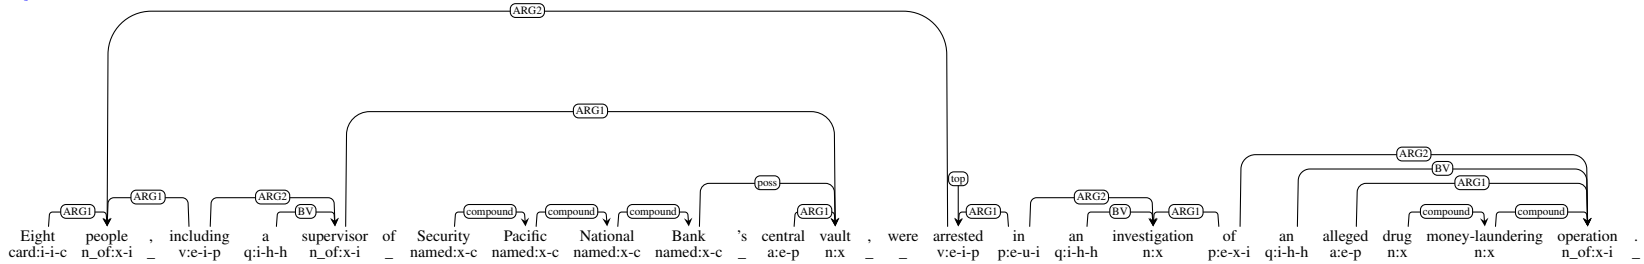 ARG2
ARG1
ARG2
poss top BV
ARG1 ARG2 ARG2 ARG1
ARG1 BV compound compound compound ARG1 ARG1 BV ARG1 compound compound
Eight people , including a supervisor of Security Pacific National Bank 's central vault , were arrested in an investigation of an alleged drug money-laundering operation .
card:i-i-c n_of:x-i _ v:e-i-p q:i-h-h n_of:x-i _ named:x-c named:x-c named:x-c named:x-c _ a:e-p n:x _ _ v:e-i-p p:e-u-i q:i-h-h n:x p:e-x-i q:i-h-h a:e-p n:x n:x n_of:x-i _